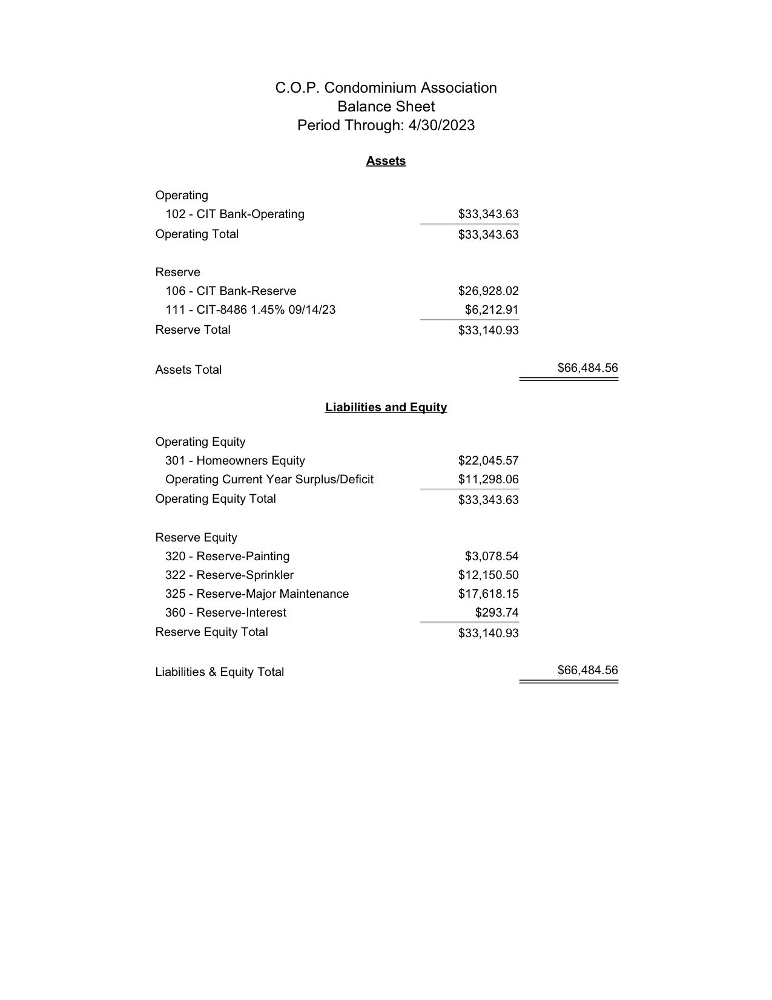 C.O.P. Condominium Association
Balance Sheet
Period Through: 4/30/2023
Assets
Operating
102 - CIT Bank-Operating $33,343.63
Operating Total $33,343.63
Reserve
106 - CIT Bank-Reserve $26,928.02
111 - CIT-8486 1.45% 09/14/23 $6,212.91
Reserve Total $33,140.93
Assets Total $66,484.56
Liabilities and Equity
Operating Equity
301 - Homeowners Equity $22,045.57
Operating Current Year Surplus/Deficit $11,298.06
Operating Equity Total $33,343.63
Reserve Equity
320 - Reserve-Painting $3,078.54
322 - Reserve-Sprinkler $12,150.50
325 - Reserve-Major Maintenance $17,618.15
360 - Reserve-Interest $293.74
Reserve Equity Total $33,140.93
Liabilities & Equity Total $66,484.56